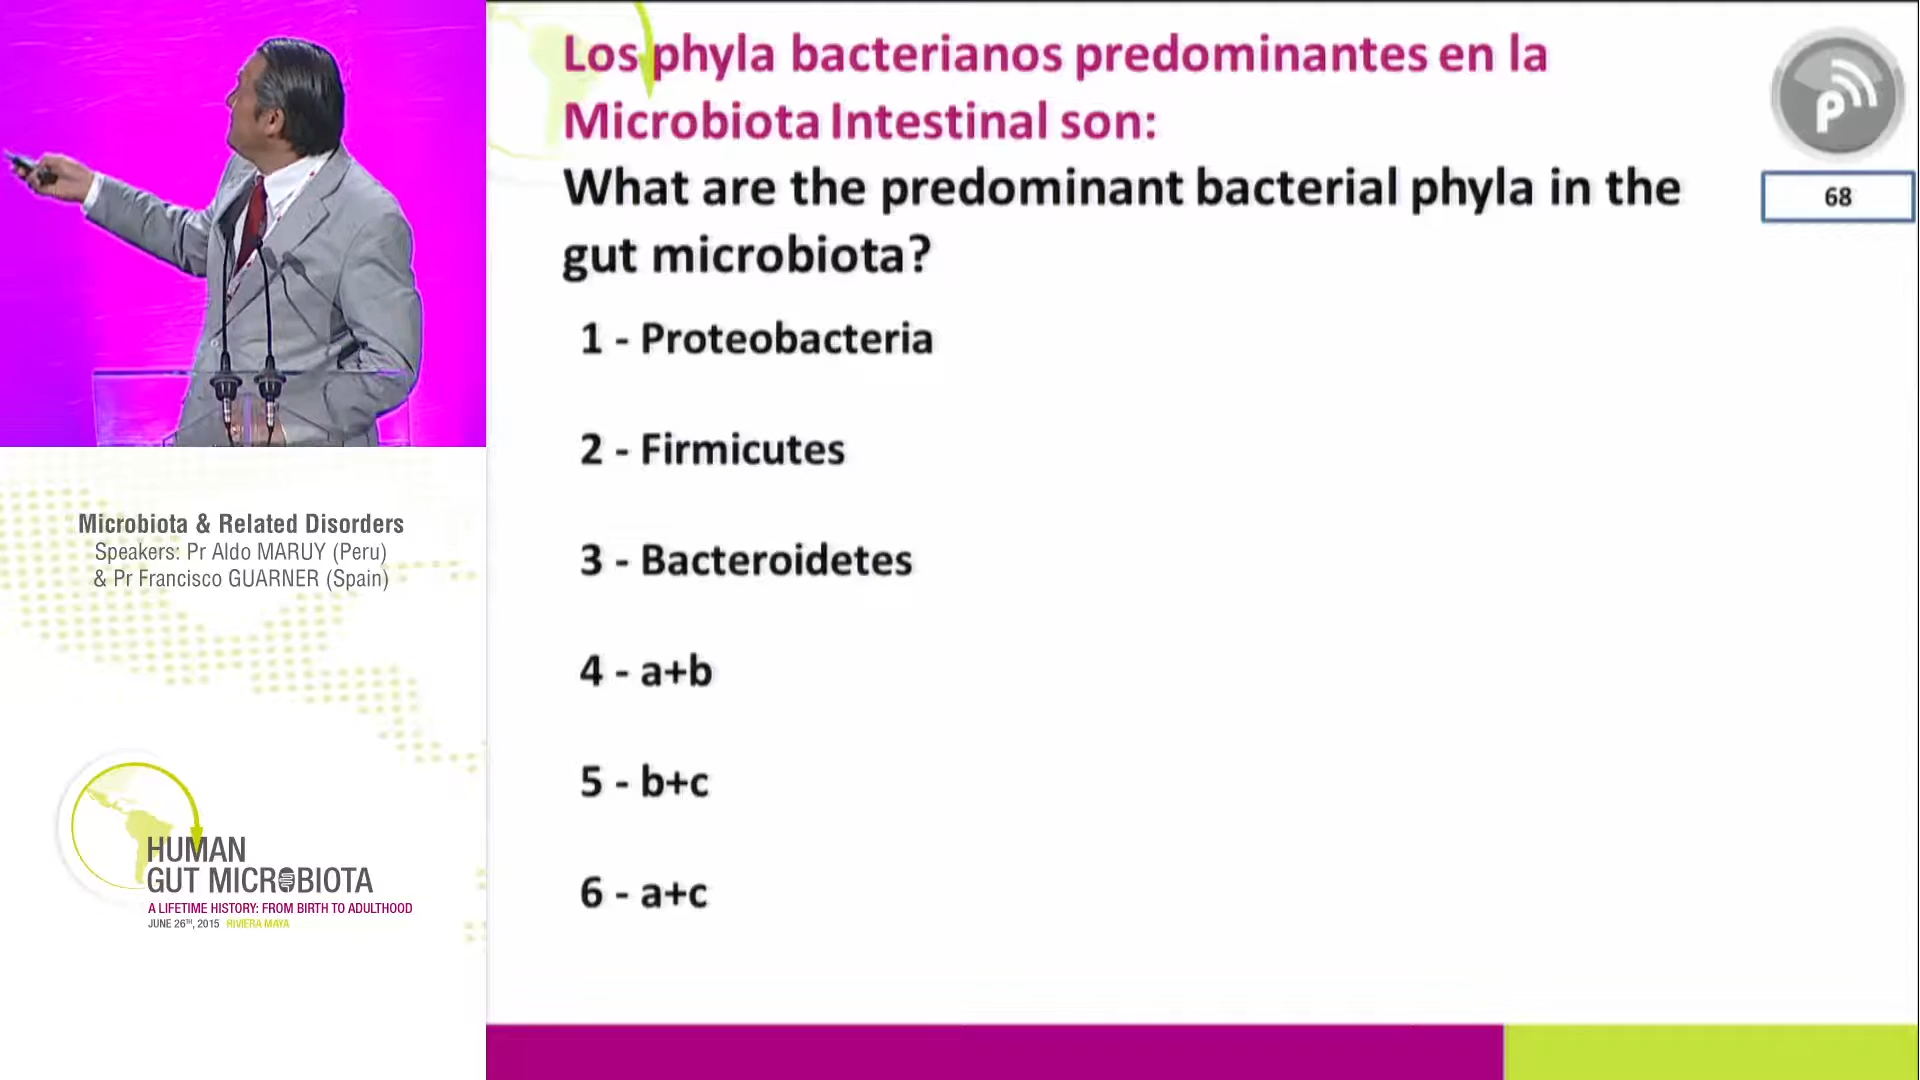 Los phyla bacterianos predominantes en la
Microbiota Intestinal son:
What are the predominant bacterial phyla in the
gut microbiota?
1 - Proteobacteria
2 - Firmicutes
3 - Bacteroidetes
4 - a+b
5 - b+c
6 - a+c
P
68
Microbiota & Related Disorders
Speakers: Pr Aldo MARUY (Peru)
& Pr Francisco GUARNER (Spain)
HUMAN
GUT MICROBIOTA
A LIFETIME HISTORY: FROM BIRTH TO ADULTHOOD
JUNE 26TH, 2015 RIVIERA MAYA